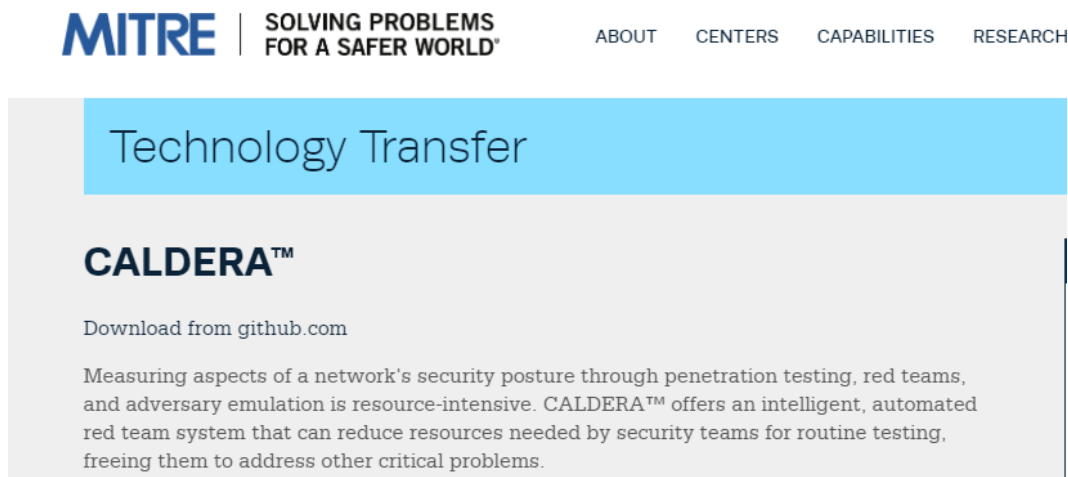 MITRE
SOLVING PROBLEMS
FOR A SAFER WORLD®
ABOUT CENTERS CAPABILITIES RESEARCH
Technology Transfer
CALDERA™
Download from github.com
Measuring aspects of a network's security posture through penetration testing, red teams,
and adversary emulation is resource-intensive. CALDERA™ offers an intelligent, automated
red team system that can reduce resources needed by security teams for routine testing,
freeing them to address other critical problems.